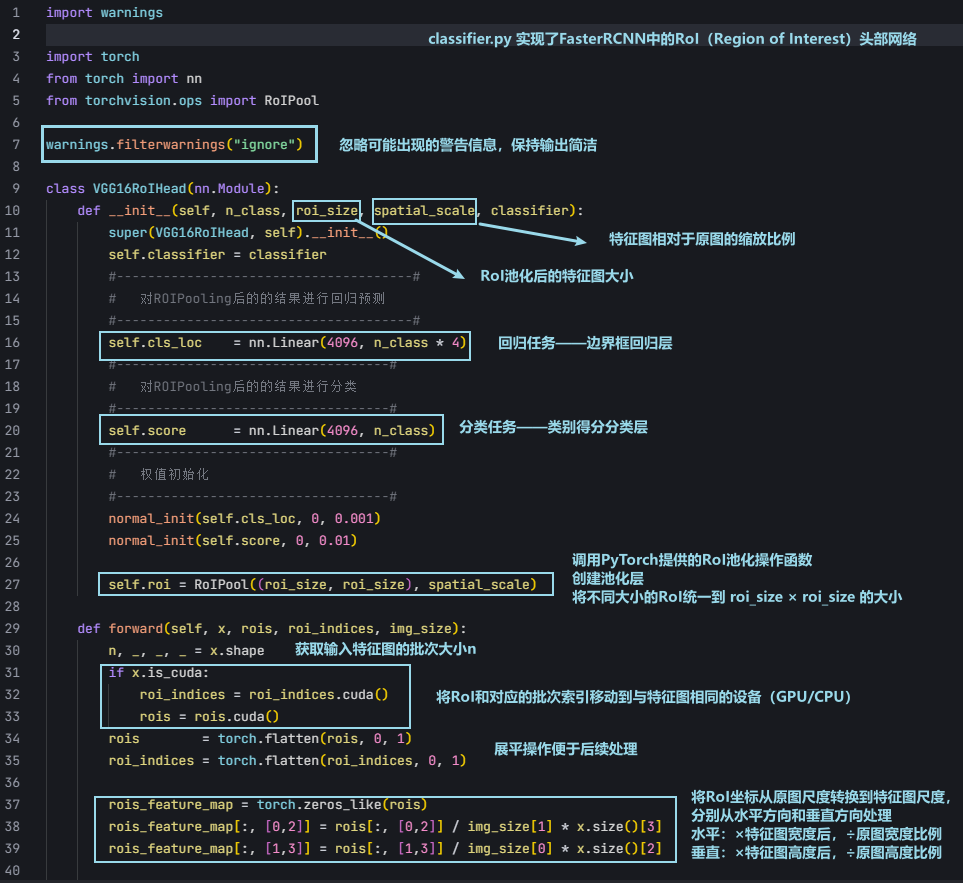 1 import warnings
2
classifier.py 实现了FasterRCNN中的RoI（Region of Interest）头部网络
3 import torch
4 from torch import nn
5 from torchvision.ops import RoIPool
6
7 warnings.filterwarnings("ignore")
忽略可能出现的警告信息，保持输出简洁
8
9 class VGG16RoIHead(nn.Module):
10 def __init__(self, n_class, roi_size, spatial_scale, classifier):
11 super(VGG16RoIHead, self).__init__()
特征图相对于原图的缩放比例
12 self.classifier = classifier
RoI池化后的特征图大小
13 #--------------------------------------#
14 # 对ROIPooling后的的结果进行回归预测
15 #--------------------------------------#
16 self.cls_loc = nn.Linear(4096, n_class * 4)
回归任务——边界框回归层
17 #-----------------------------------#
18 # 对ROIPooling后的的结果进行分类
19 #-----------------------------------#
20 self.score = nn.Linear(4096, n_class)
分类任务——类别得分分类层
21 #-----------------------------------#
22 # 权值初始化
23 #-----------------------------------#
24 normal_init(self.cls_loc, 0, 0.001)
25 normal_init(self.score, 0, 0.01)
26
调用PyTorch提供的RoI池化操作函数
创建池化层
将不同大小的RoI统一到 roi_size × roi_size 的大小
27 self.roi = RoIPool((roi_size, roi_size), spatial_scale)
28
29 def forward(self, x, rois, roi_indices, img_size):
30 n, _, _, _ = x.shape
获取输入特征图的批次大小n
31 if x.is_cuda:
32 roi_indices = roi_indices.cuda()
33 rois = rois.cuda()
将RoI和对应的批次索引移动到与特征图相同的设备（GPU/CPU）
34 rois = torch.flatten(rois, 0, 1)
35 roi_indices = torch.flatten(roi_indices, 0, 1)
展平操作便于后续处理
36
37 rois_feature_map = torch.zeros_like(rois)
38 rois_feature_map[:, [0,2]] = rois[:, [0,2]] / img_size[1] * x.size()[3]
39 rois_feature_map[:, [1,3]] = rois[:, [1,3]] / img_size[0] * x.size()[2]
将RoI坐标从原图尺度转换到特征图尺度，
分别从水平方向和垂直方向处理
水平：×特征图宽度后，÷原图宽度比例
垂直：×特征图高度后，÷原图高度比例
40